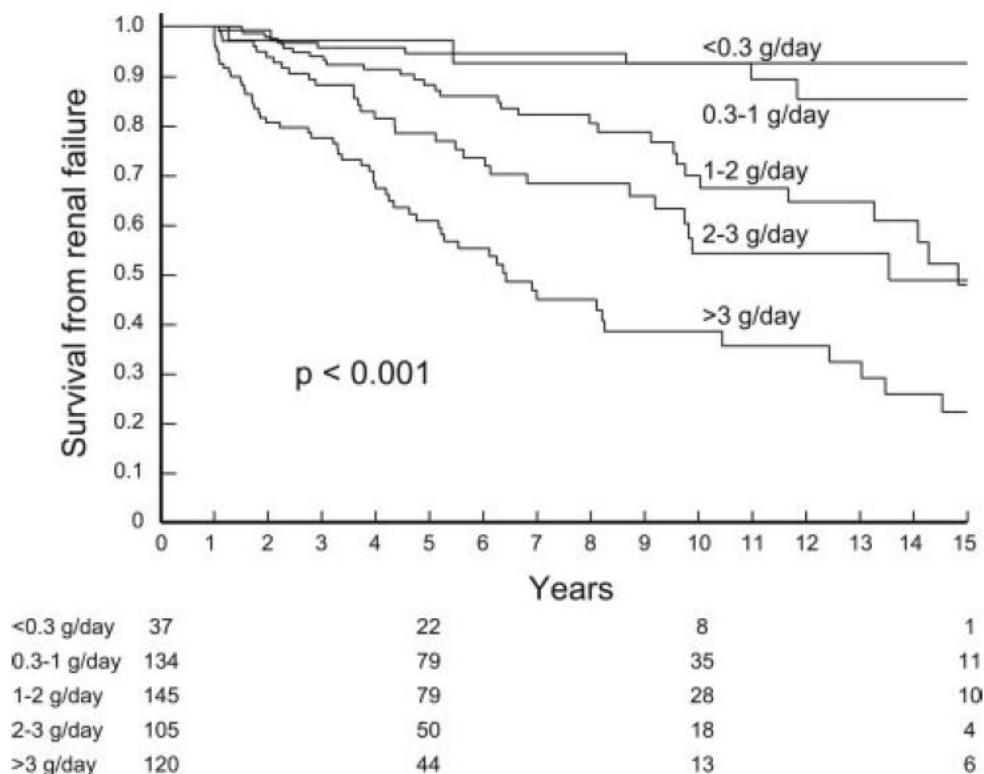 Survival from renal failure
1.0
0.9
0.8
0.7
0.6
0.5
0.4
0.3
0.2
0.1
0
<0.3 g/day
0.3-1 g/day
1-2 g/day
2-3 g/day
>3 g/day
p < 0.001
0 1 2 3 4 5 6 7 8 9 10 11 12 13 14 15
Years
<0.3 g/day 37 22 8 1
0.3-1 g/day 134 79 35 11
1-2 g/day 145 79 28 10
2-3 g/day 105 50 18 4
>3 g/day 120 44 13 6